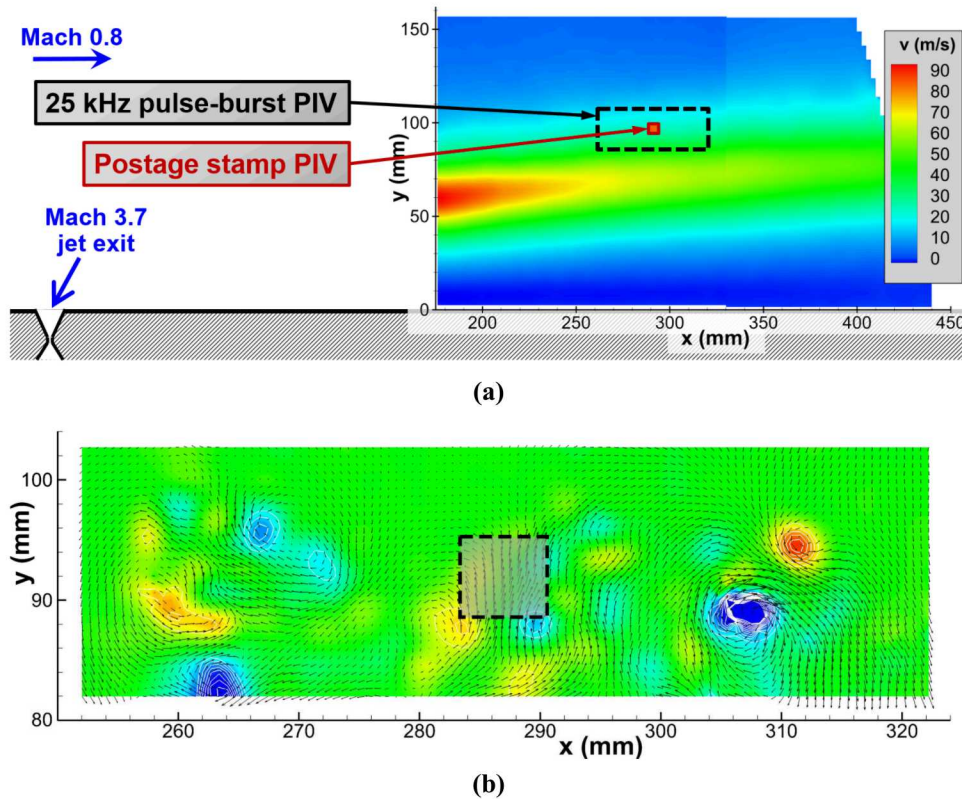 Mach 0.8
25 kHz pulse-burst PIV
Postage stamp PIV
Mach 3.7
jet exit
150
100
50
0
y (mm)
200
250
300
350
400
450
x (mm)
v (m/s)
90
80
70
60
50
40
30
20
10
0
(a)
100
90
80
y (mm)
260
270
280
290
300
310
320
x (mm)
(b)